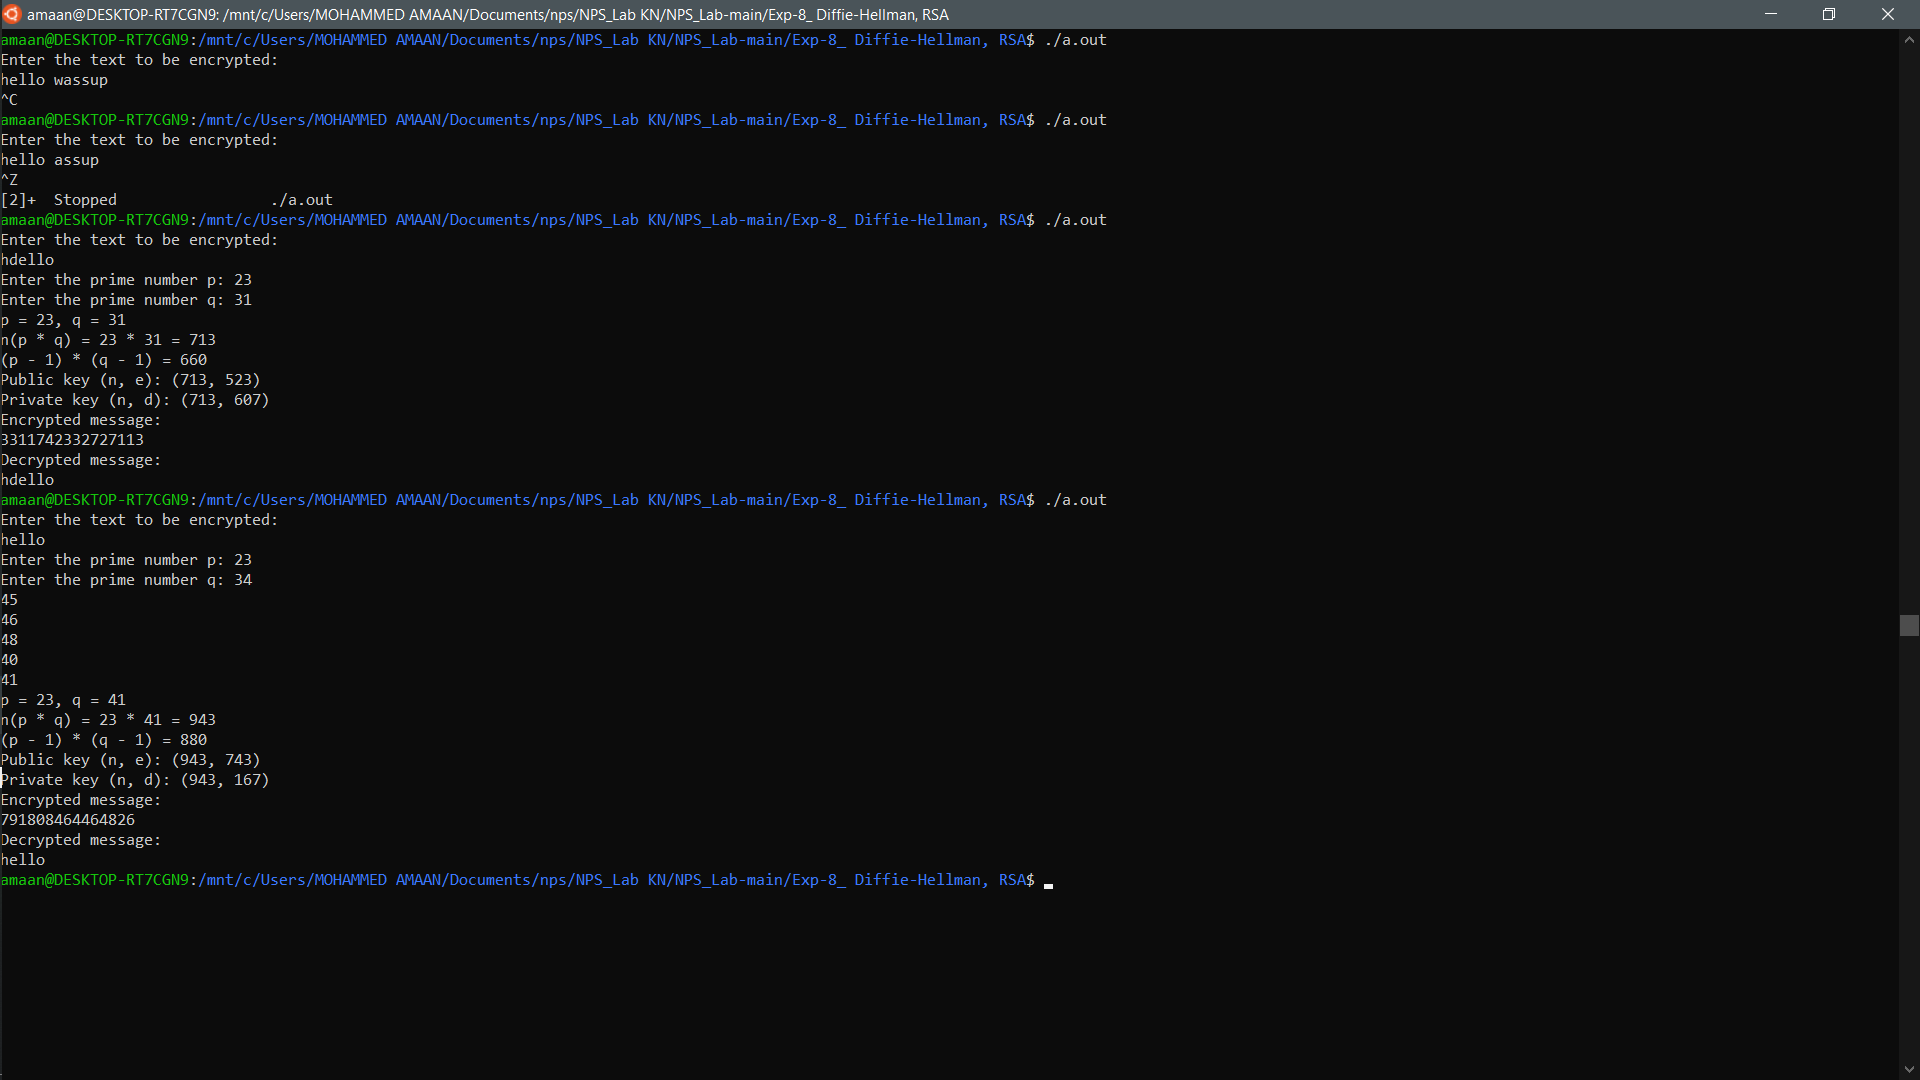 amaan@DESKTOP-RT7CGN9: /mnt/c/Users/MOHAMMED AMAAN/Documents/nps/NPS_Lab KN/NPS_Lab-main/Exp-8_ Diffie-Hellman, RSA
amaan@DESKTOP-RT7CGN9:/mnt/c/Users/MOHAMMED AMAAN/Documents/nps/NPS_Lab KN/NPS_Lab-main/Exp-8_ Diffie-Hellman, RSA$ ./a.out
Enter the text to be encrypted:
hello wassup
^C
amaan@DESKTOP-RT7CGN9:/mnt/c/Users/MOHAMMED AMAAN/Documents/nps/NPS_Lab KN/NPS_Lab-main/Exp-8_ Diffie-Hellman, RSA$ ./a.out
Enter the text to be encrypted:
hello assup
^Z
[2]+  Stopped                 ./a.out
amaan@DESKTOP-RT7CGN9:/mnt/c/Users/MOHAMMED AMAAN/Documents/nps/NPS_Lab KN/NPS_Lab-main/Exp-8_ Diffie-Hellman, RSA$ ./a.out
Enter the text to be encrypted:
hdello
Enter the prime number p: 23
Enter the prime number q: 31
p = 23, q = 31
n(p * q) = 23 * 31 = 713
(p - 1) * (q - 1) = 660
Public key (n, e): (713, 523)
Private key (n, d): (713, 607)
Encrypted message:
3311742332727113
Decrypted message:
hdello
amaan@DESKTOP-RT7CGN9:/mnt/c/Users/MOHAMMED AMAAN/Documents/nps/NPS_Lab KN/NPS_Lab-main/Exp-8_ Diffie-Hellman, RSA$ ./a.out
Enter the text to be encrypted:
hello
Enter the prime number p: 23
Enter the prime number q: 34
45
46
48
40
41
p = 23, q = 41
n(p * q) = 23 * 41 = 943
(p - 1) * (q - 1) = 880
Public key (n, e): (943, 743)
Private key (n, d): (943, 167)
Encrypted message:
791808464464826
Decrypted message:
hello
amaan@DESKTOP-RT7CGN9:/mnt/c/Users/MOHAMMED AMAAN/Documents/nps/NPS_Lab KN/NPS_Lab-main/Exp-8_ Diffie-Hellman, RSA$